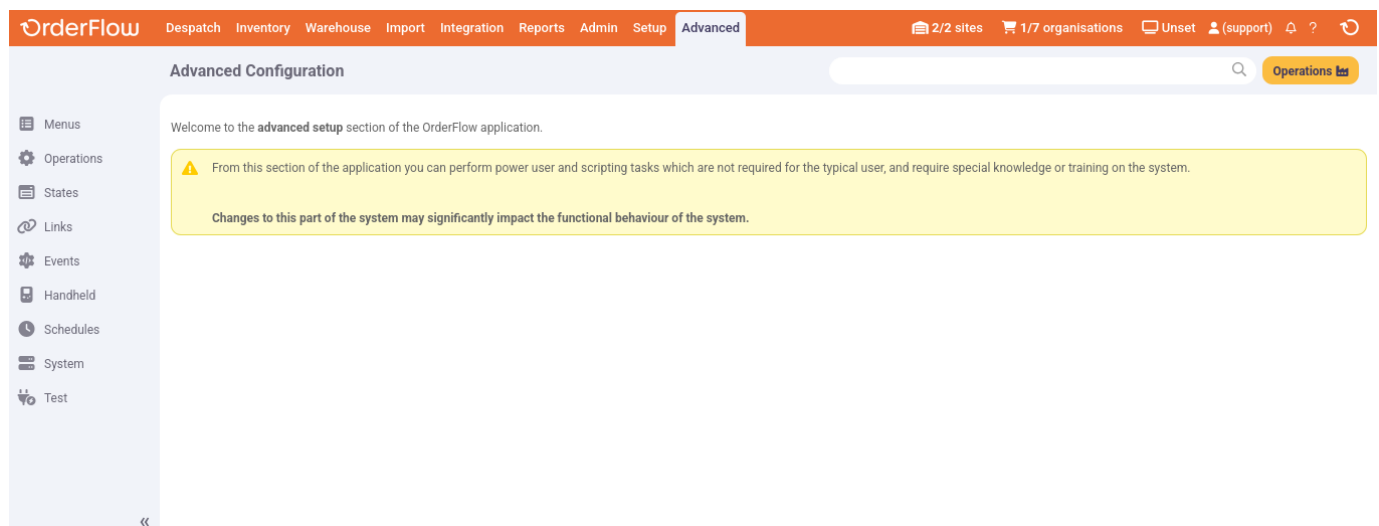 OrderFlow Despatch Inventory Warehouse Import Integration Reports Admin Setup Advanced 2/2 sites 1/7 organisations Unset (support) ?
Advanced Configuration
Operations
Menus
Operations
States
Links
Events
Handheld
Schedules
System
Test
«
Welcome to the advanced setup section of the OrderFlow application.
From this section of the application you can perform power user and scripting tasks which are not required for the typical user, and require special knowledge or training on the system.
Changes to this part of the system may significantly impact the functional behaviour of the system.